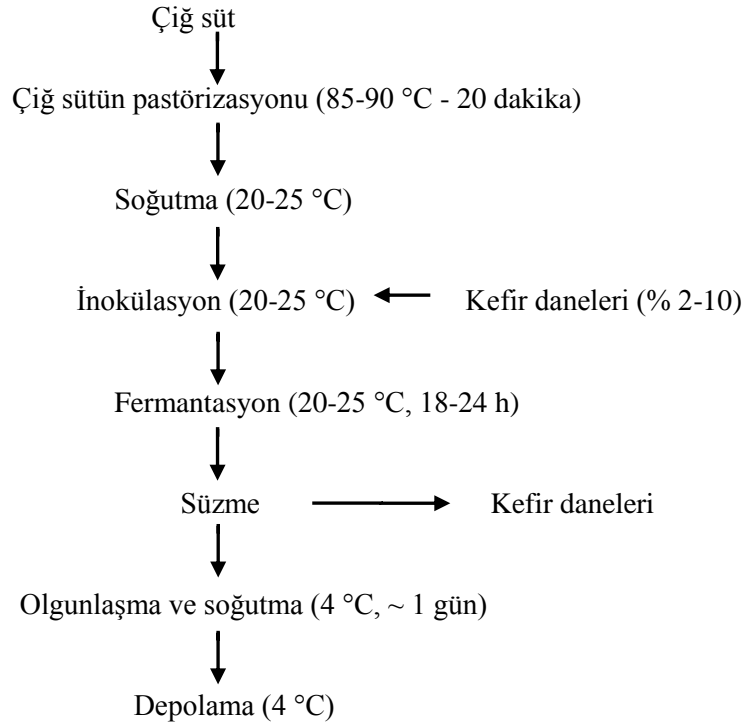 Çiğ süt
Çiğ sütün pastörizasyonu (85-90 °C - 20 dakika)
Soğutma (20-25 °C)
İnokülasyon (20-25 °C)
Kefir daneleri (% 2-10)
Fermantasyon (20-25 °C, 18-24 h)
Süzme
Kefir daneleri
Olgunlaşma ve soğutma (4 °C, ~ 1 gün)
Depolama (4 °C)